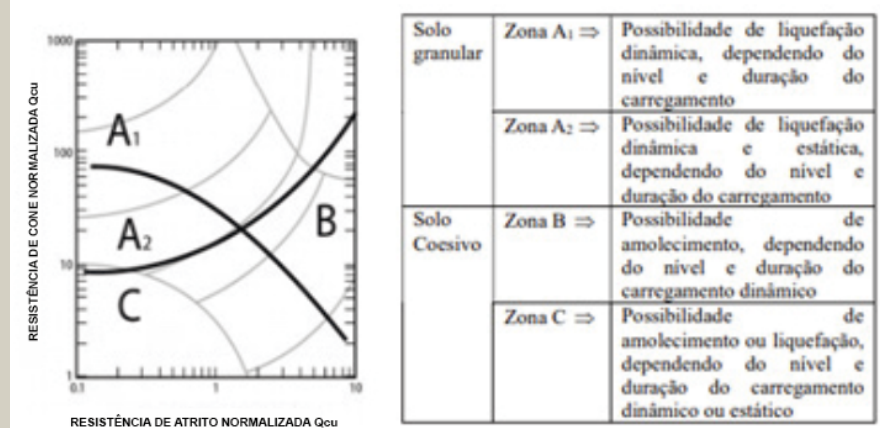 RESISTÊNCIA DE CONE NORMALIZADA Qcu
1000
100
10
1
0.1
1
10
A1
A2
B
C
RESISTÊNCIA DE ATRITO NORMALIZADA Qcu
Solo
granular
Zona A1 ⇒
Possibilidade de liquefação
dinâmica, dependendo do
nível e duração do
carregamento
Zona A2 ⇒
Possibilidade de liquefação
dinâmica e estática,
dependendo do nível e
duração do carregamento
Solo
Coesivo
Zona B ⇒
Possibilidade de
amolecimento, dependendo
do nível e duração do
carregamento dinâmico
Zona C ⇒
Possibilidade de
amolecimento ou liquefação,
dependendo do nível e
duração do carregamento
dinâmico ou estático